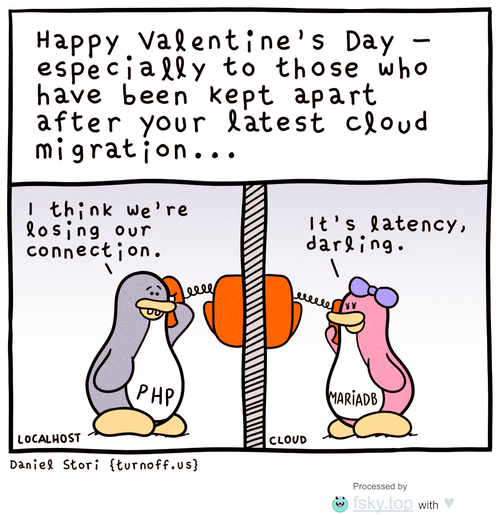 Happy Valentine's Day –
especially to those who
have been kept apart
after your latest cloud
migration...
I think we're
losing our
connection.
It's latency,
darling.
PHP
MARIADB
LOCALHOST
CLOUD
Daniel Stori {turnoff.us}
Processed by
fsky.top with ♥